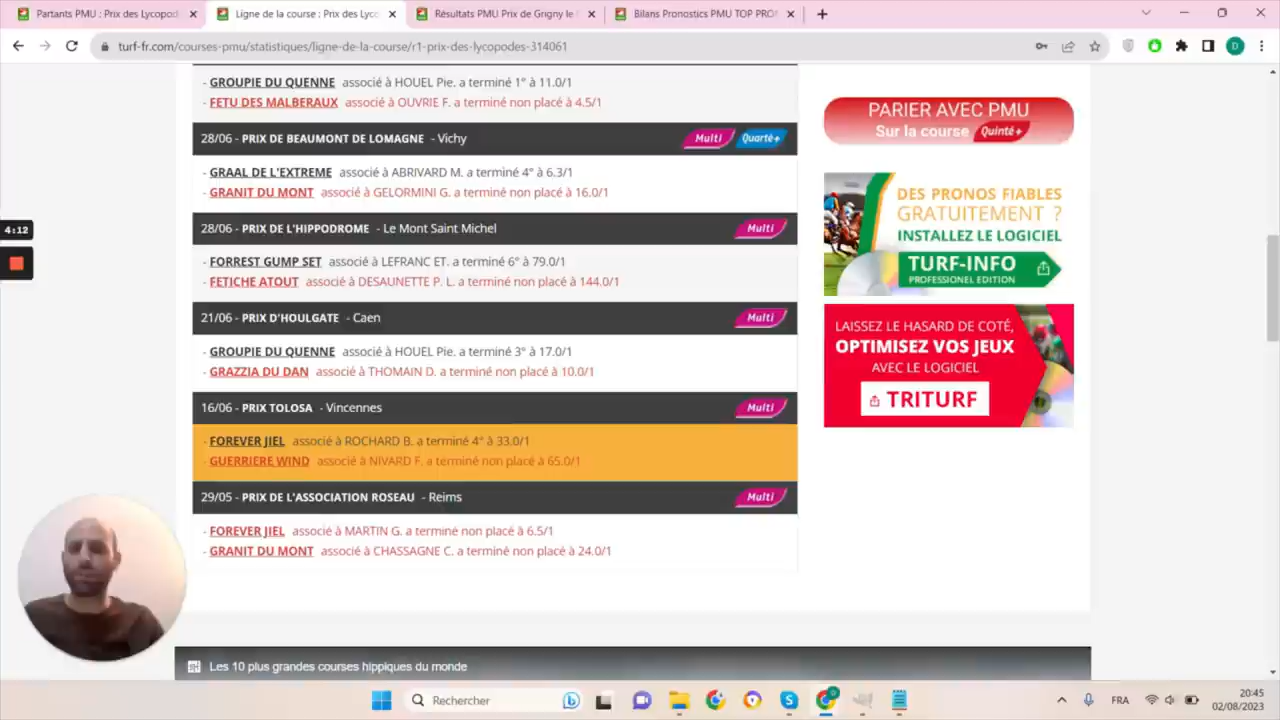 Partants PMU : Prix des Lycopod
Ligne de la course : Prix des Lyco
Résultats PMU Prix de Grigny le
Bilans Pronostics PMU TOP PRO
turf-fr.com/courses-pmu/statistiques/ligne-de-la-course/r1-prix-des-lycopodes-314061
D
- GROUPIE DU QUENNE associé à HOUEL Pie. a terminé 1° à 11.0/1
- FETU DES MALBERAUX associé à OUVRIE F. a terminé non placé à 4.5/1
28/06 - PRIX DE BEAUMONT DE LOMAGNE - Vichy
Multi
Quarté+
- GRAAL DE L'EXTREME associé à ABRIVARD M. a terminé 4° à 6.3/1
- GRANIT DU MONT associé à GELORMINI G. a terminé non placé à 16.0/1
28/06 - PRIX DE L'HIPPODROME - Le Mont Saint Michel
Multi
- FORREST GUMP SET associé à LEFRANC ET. a terminé 6° à 79.0/1
- FETICHE ATOUT associé à DESAUNETTE P. L. a terminé non placé à 144.0/1
21/06 - PRIX D'HOULGATE - Caen
Multi
- GROUPIE DU QUENNE associé à HOUEL Pie. a terminé 3° à 17.0/1
- GRAZZIA DU DAN associé à THOMAIN D. a terminé non placé à 10.0/1
16/06 - PRIX TOLOSA - Vincennes
Multi
- FOREVER JIEL associé à ROCHARD B. a terminé 4° à 33.0/1
- GUERRIERE WIND associé à NIVARD F. a terminé non placé à 65.0/1
29/05 - PRIX DE L'ASSOCIATION ROSEAU - Reims
Multi
- FOREVER JIEL associé à MARTIN G. a terminé non placé à 6.5/1
- GRANIT DU MONT associé à CHASSAGNE C. a terminé non placé à 24.0/1
Les 10 plus grandes courses hippiques du monde
PARIER AVEC PMU
Sur la course Quinté+
DES PRONOS FIABLES
GRATUITEMENT ?
INSTALLEZ LE LOGICIEL
TURF-INFO
PROFESSIONEL EDITION
LAISSEZ LE HASARD DE COTÉ,
OPTIMISEZ VOS JEUX
AVEC LE LOGICIEL
TRITURF
4:12
Rechercher
FRA
20:45
02/08/2023